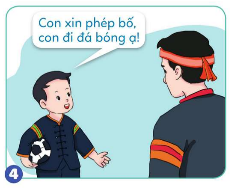 Con xin phép bố,
con đi đá bóng ạ!
4